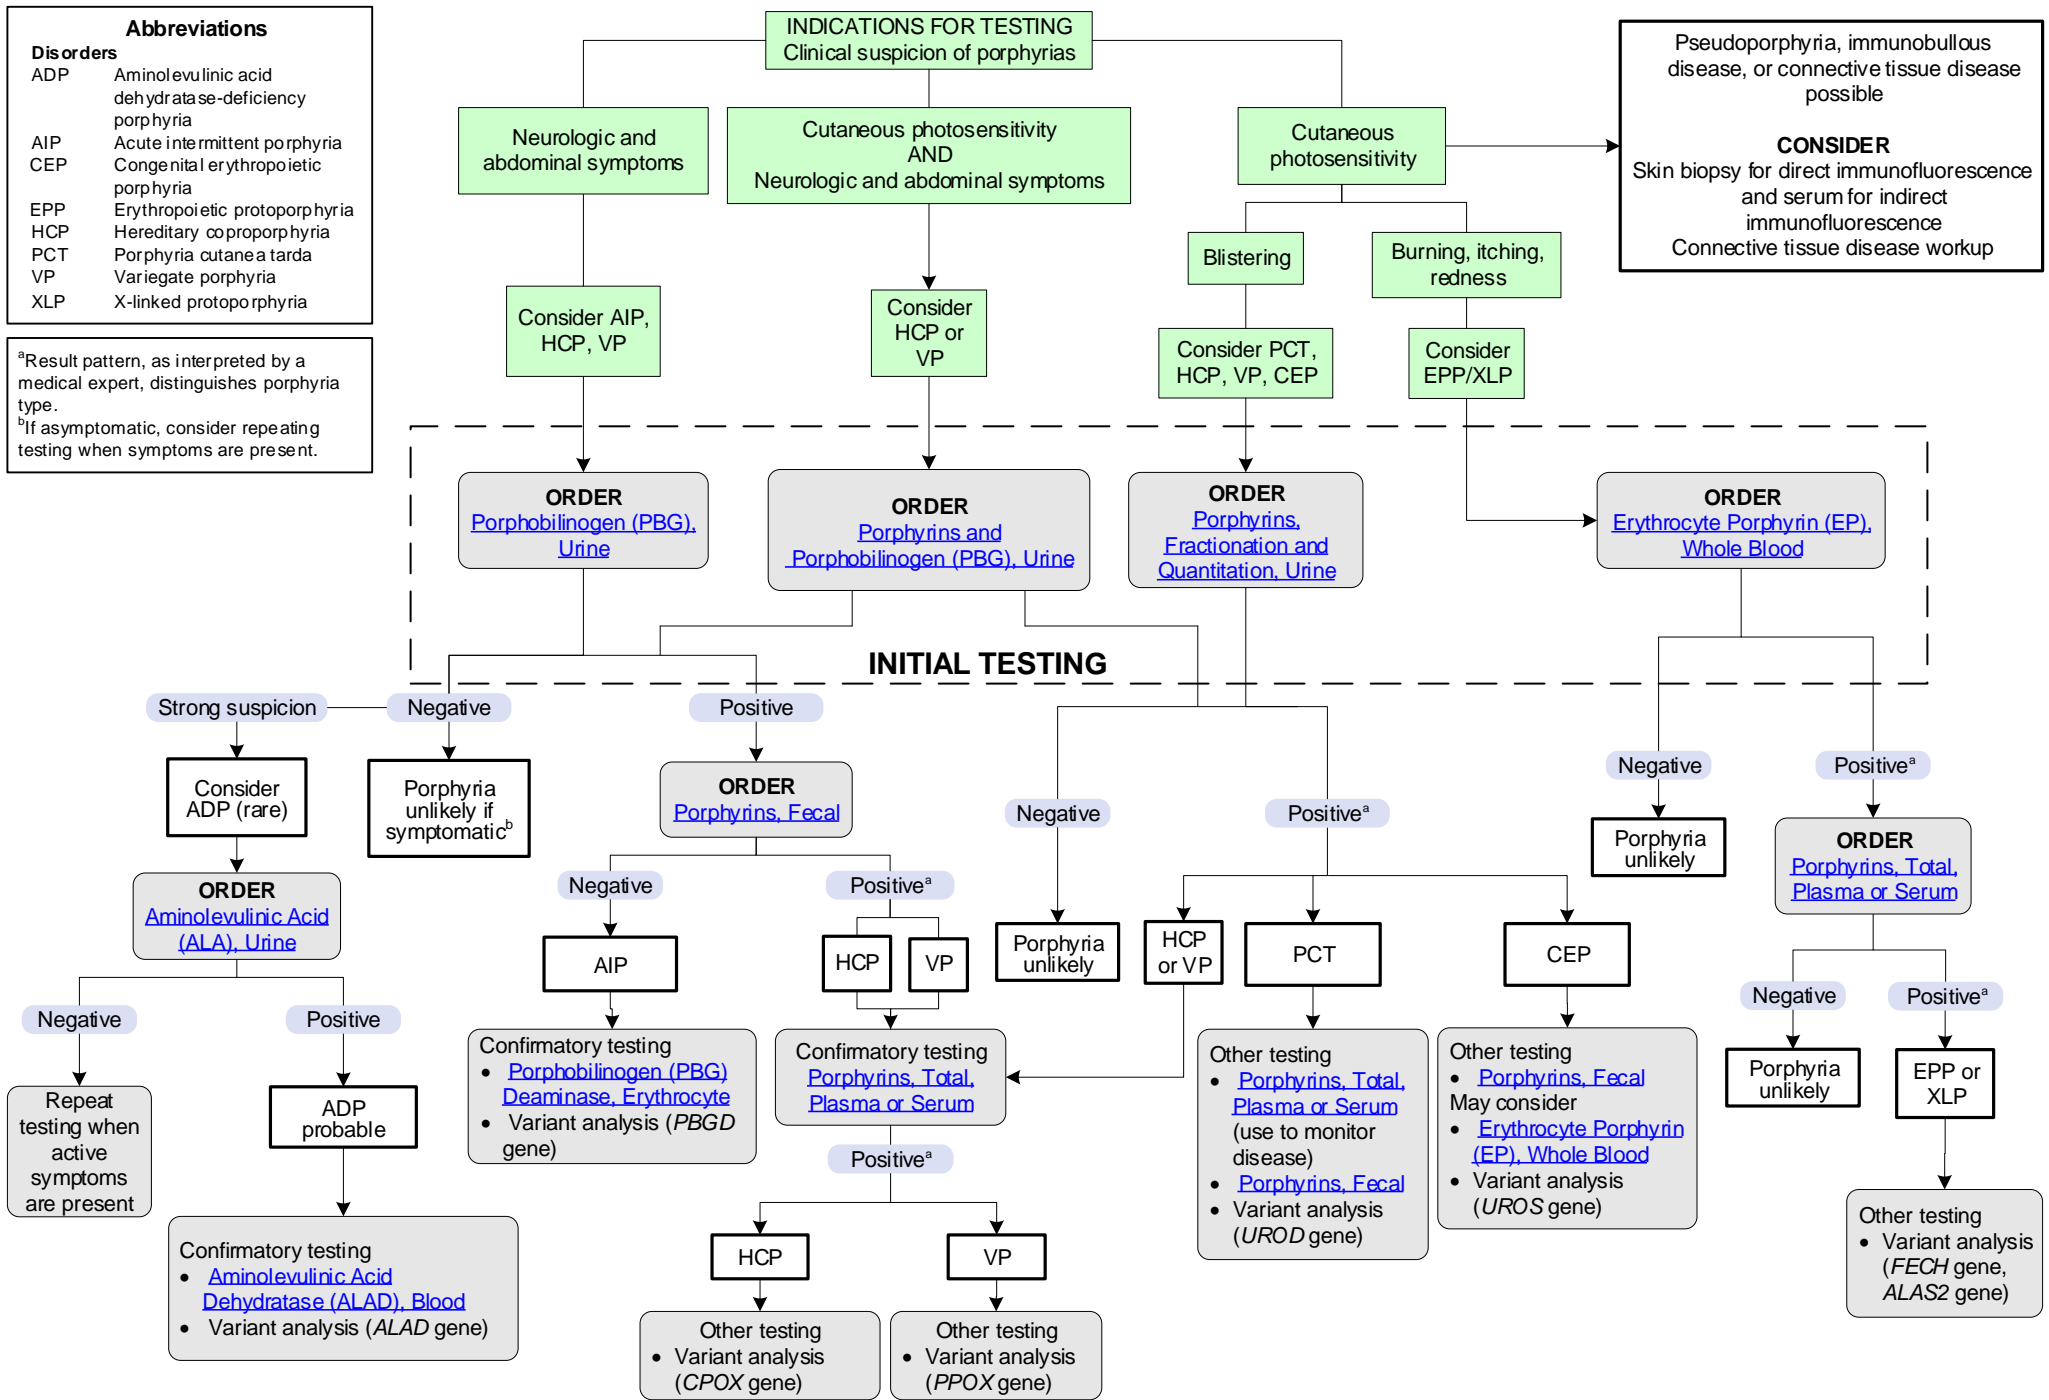 Abbreviations
Disorders
ADP Aminolevulinic acid
dehydratase-deficiency
porphyria
AIP Acute intermittent porphyria
CEP Congenital erythropoietic
porphyria
EPP Erythropoietic protoporphyria
HCP Hereditary coproporphyria
PCT Porphyria cutanea tarda
VP Variegate porphyria
XLP X-linked protoporphyria
aResult pattern, as interpreted by a
medical expert, distinguishes porphyria
type.
bIf asymptomatic, consider repeating
testing when symptoms are present.
INDICATIONS FOR TESTING
Clinical suspicion of porphyrias
Neurologic and
abdominal symptoms
Cutaneous photosensitivity
AND
Neurologic and abdominal symptoms
Cutaneous
photosensitivity
Pseudoporphyria, immunobullous
disease, or connective tissue disease
possible
CONSIDER
Skin biopsy for direct immunofluorescence
and serum for indirect
immunofluorescence
Connective tissue disease workup
Blistering
Burning, itching,
redness
Consider AIP,
HCP, VP
Consider
HCP or
VP
Consider PCT,
HCP, VP, CEP
Consider
EPP/XLP
ORDER
Porphobilinogen (PBG),
Urine
ORDER
Porphyrins and
Porphobilinogen (PBG), Urine
ORDER
Porphyrins,
Fractionation and
Quantitation, Urine
ORDER
Erythrocyte Porphyrin (EP),
Whole Blood
INITIAL TESTING
Strong suspicion
Negative
Positive
Consider
ADP (rare)
Porphyria
unlikely if
symptomaticb
ORDER
Porphyrins, Fecal
Negative
Positivea
Negative
Positivea
Porphyria
unlikely
ORDER
Porphyrins, Total,
Plasma or Serum
ORDER
Aminolevulinic Acid
(ALA), Urine
Negative
Positivea
AIP
HCP
VP
Porphyria
unlikely
HCP
or VP
PCT
CEP
Negative
Positivea
Negative
Positive
Porphyria
unlikely
EPP or
XLP
Repeat
testing when
active
symptoms
are present
ADP
probable
Confirmatory testing
• Porphobilinogen (PBG)
Deaminase, Erythrocyte
• Variant analysis (PBGD
gene)
Confirmatory testing
Porphyrins, Total,
Plasma or Serum
Other testing
• Porphyrins, Total,
Plasma or Serum
(use to monitor
disease)
• Porphyrins, Fecal
• Variant analysis
(UROD gene)
Other testing
• Porphyrins, Fecal
May consider
• Erythrocyte Porphyrin
(EP), Whole Blood
• Variant analysis
(UROS gene)
Positivea
Other testing
• Variant analysis
(FECH gene,
ALAS2 gene)
Confirmatory testing
• Aminolevulinic Acid
Dehydratase (ALAD), Blood
• Variant analysis (ALAD gene)
HCP
VP
Other testing
• Variant analysis
(CPOX gene)
Other testing
• Variant analysis
(PPOX gene)